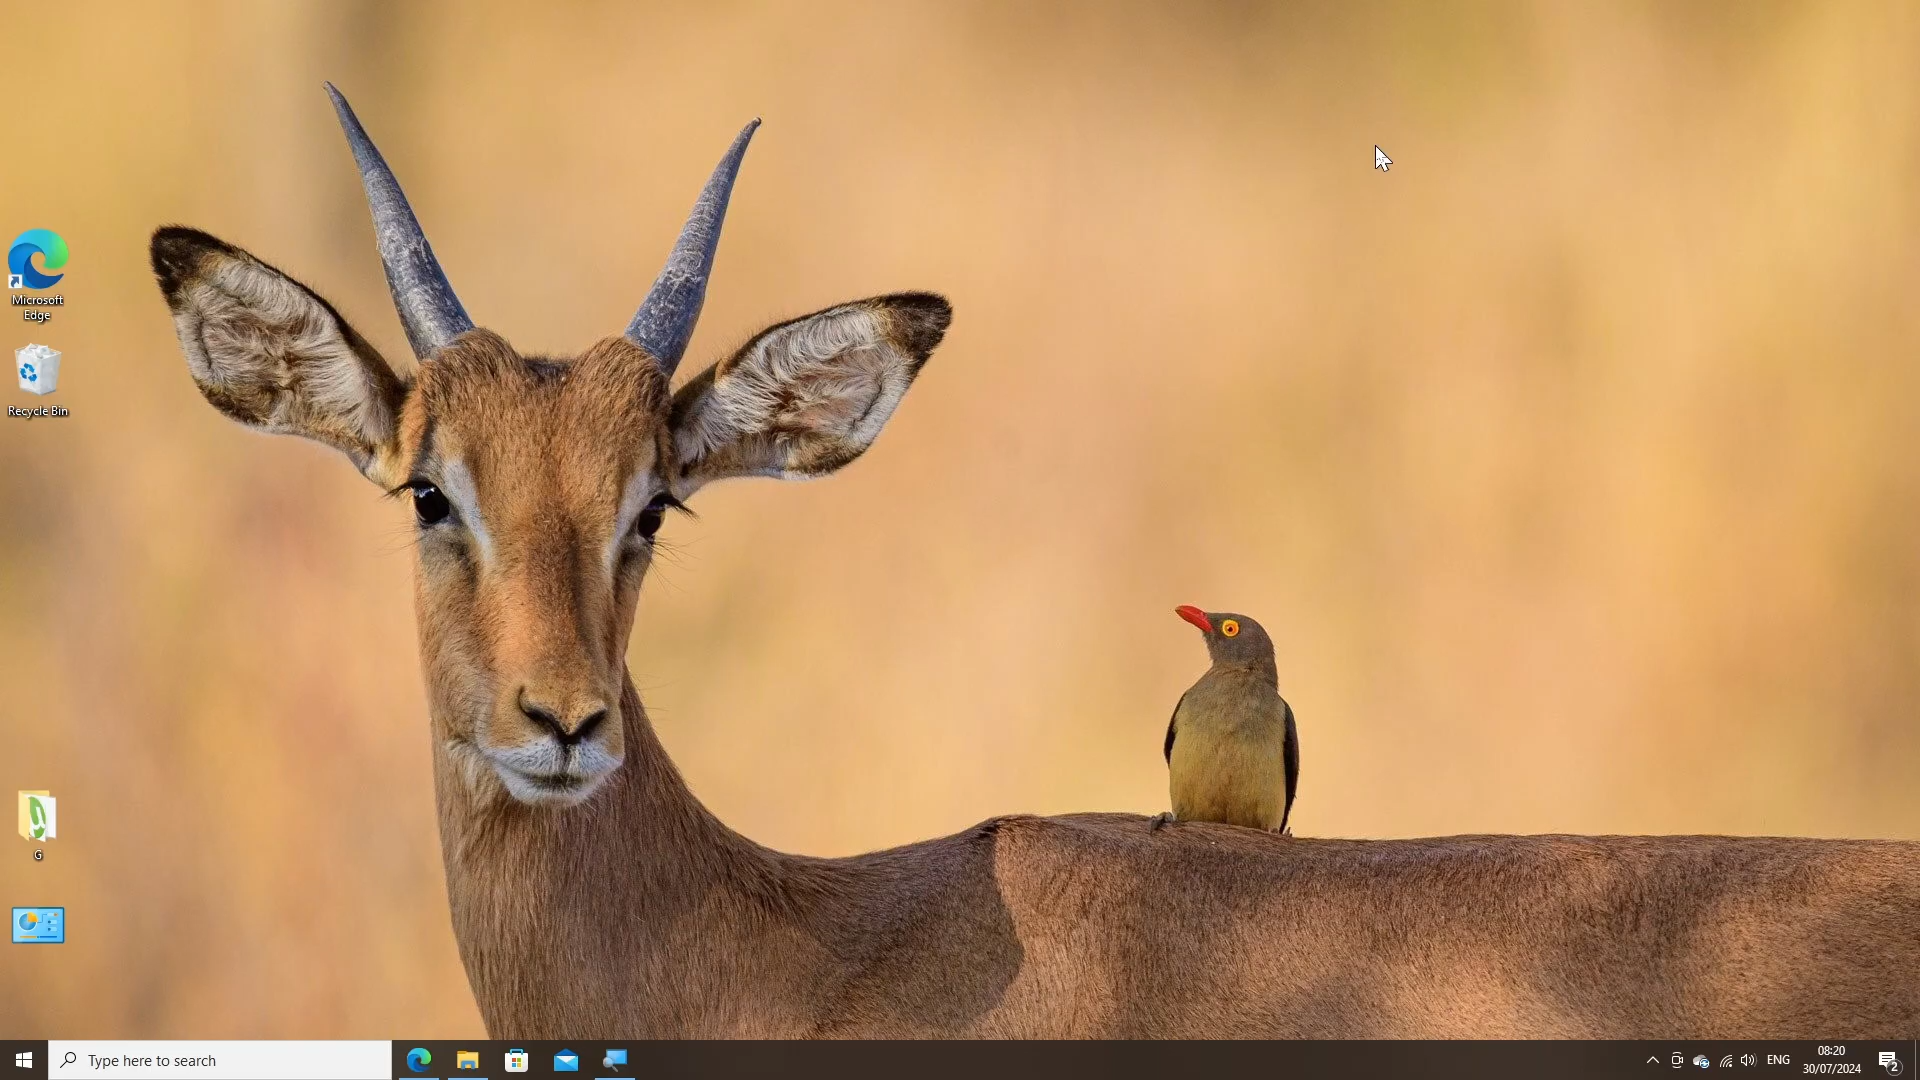 Microsoft
Edge
Recycle Bin
G
Type here to search
ENG
08:20
30/07/2024
2